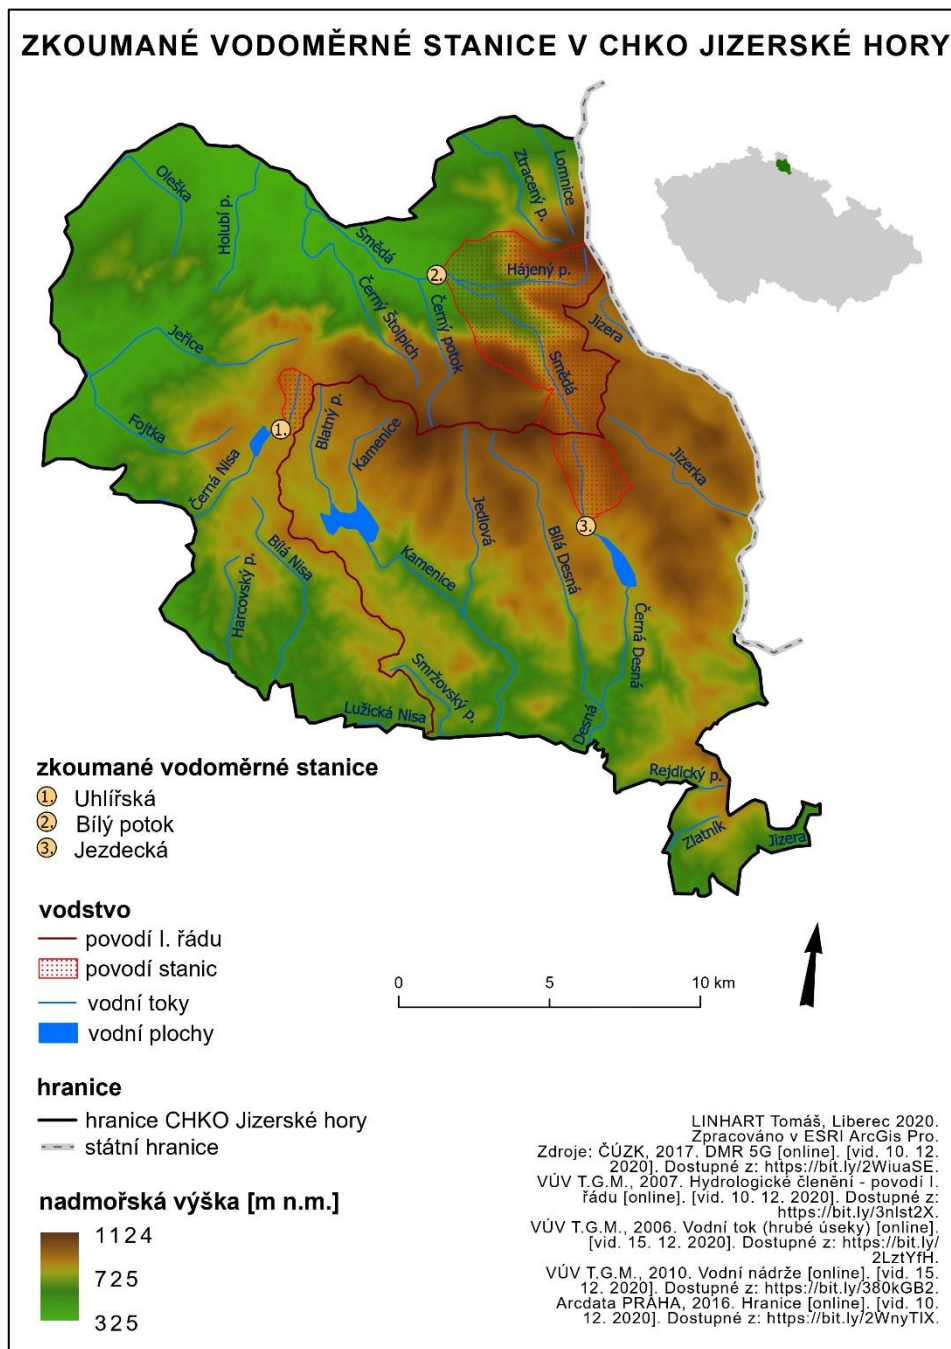 ZKOUMANÉ VODOMĚRNÉ STANICE V CHKO JIZERSKÉ HORY
Oleška
Holubí p.
Smědá
Ztracený p.
Lomnice
2.
Hájený p.
Černý Štolpich
Černý potok
Jizera
Jeřice
Smědá
Fojtka
1.
Blatný p.
Kamenice
Jizerka
Černá Nisa
Jedlová
3.
Bílá Nisa
Bílá Desná
Harcovský p.
Kamenice
Černá Desná
Smržovský p.
Lužická Nisa
Desná
Rejdický p.
Zlatník
Jizera
zkoumané vodoměrné stanice
1. Uhlířská
2. Bílý potok
3. Jezdecká
vodstvo
povodí I. řádu
povodí stanic
vodní toky
vodní plochy
0 5 10 km
hranice
hranice CHKO Jizerské hory
státní hranice
nadmořská výška [m n.m.]
1124
725
325
LINHART Tomáš, Liberec 2020.
Zpracováno v ESRI ArcGis Pro.
Zdroje: ČÚZK, 2017. DMR 5G [online]. [vid. 10. 12.
2020]. Dostupné z: https://bit.ly/2WiuaSE.
VÚV T.G.M., 2007. Hydrologické členění - povodí I.
řádu [online]. [vid. 10. 12. 2020]. Dostupné z:
https://bit.ly/3nlst2X.
VÚV T.G.M., 2006. Vodní tok (hrubé úseky) [online].
[vid. 15. 12. 2020]. Dostupné z: https://bit.ly/
2LztYfH.
VÚV T.G.M., 2010. Vodní nádrže [online]. [vid. 15.
12. 2020]. Dostupné z: https://bit.ly/380kGB2.
Arcdata PRAHA, 2016. Hranice [online]. [vid. 10.
12. 2020]. Dostupné z: https://bit.ly/2WnyTIX.